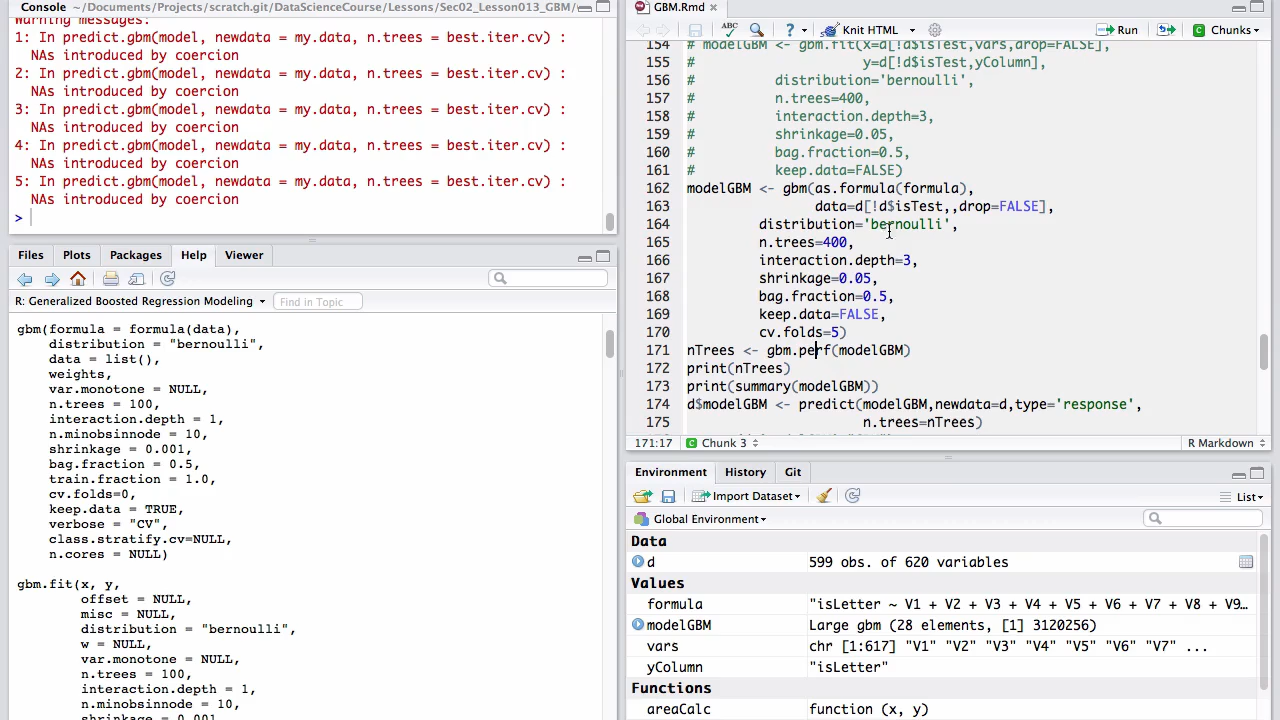 Console ~/Documents/Projects/scratch.git/DataScienceCourse/Lessons/Sec02_Lesson013_GBM/
Warning messages:
1: In predict.gbm(model, newdata = my.data, n.trees = best.iter.cv) :
NAs introduced by coercion
2: In predict.gbm(model, newdata = my.data, n.trees = best.iter.cv) :
NAs introduced by coercion
3: In predict.gbm(model, newdata = my.data, n.trees = best.iter.cv) :
NAs introduced by coercion
4: In predict.gbm(model, newdata = my.data, n.trees = best.iter.cv) :
NAs introduced by coercion
5: In predict.gbm(model, newdata = my.data, n.trees = best.iter.cv) :
NAs introduced by coercion
>
Files Plots Packages Help Viewer
R: Generalized Boosted Regression Modeling Find in Topic
gbm(formula = formula(data),
distribution = "bernoulli",
data = list(),
weights,
var.monotone = NULL,
n.trees = 100,
interaction.depth = 1,
n.minobsinnode = 10,
shrinkage = 0.001,
bag.fraction = 0.5,
train.fraction = 1.0,
cv.folds=0,
keep.data = TRUE,
verbose = "CV",
class.stratify.cv=NULL,
n.cores = NULL)
gbm.fit(x, y,
offset = NULL,
misc = NULL,
distribution = "bernoulli",
w = NULL,
var.monotone = NULL,
n.trees = 100,
interaction.depth = 1,
n.minobsinnode = 10,
shrinkage = 0.001
GBM.Rmd
ABC ? Knit HTML Run Chunks
154 # modelGBM <- gbm.fit(x=d[!d$isTest,vars,drop=FALSE],
155 # y=d[!d$isTest,yColumn],
156 # distribution='bernoulli',
157 # n.trees=400,
158 # interaction.depth=3,
159 # shrinkage=0.05,
160 # bag.fraction=0.5,
161 # keep.data=FALSE)
162 modelGBM <- gbm(as.formula(formula),
163 data=d[!d$isTest,,drop=FALSE],
164 distribution='bernoulli',
165 n.trees=400,
166 interaction.depth=3,
167 shrinkage=0.05,
168 bag.fraction=0.5,
169 keep.data=FALSE,
170 cv.folds=5)
171 nTrees <- gbm.perf(modelGBM)
172 print(nTrees)
173 print(summary(modelGBM))
174 d$modelGBM <- predict(modelGBM,newdata=d,type='response',
175 n.trees=nTrees)
171:17 C Chunk 3 R Markdown
Environment History Git
Import Dataset List
Global Environment
Data
d 599 obs. of 620 variables
Values
formula "isLetter ~ V1 + V2 + V3 + V4 + V5 + V6 + V7 + V8 + V9…
modelGBM Large gbm (28 elements, [1] 3120256)
vars chr [1:617] "V1" "V2" "V3" "V4" "V5" "V6" "V7" ...
yColumn "isLetter"
Functions
areaCalc function (x, y)